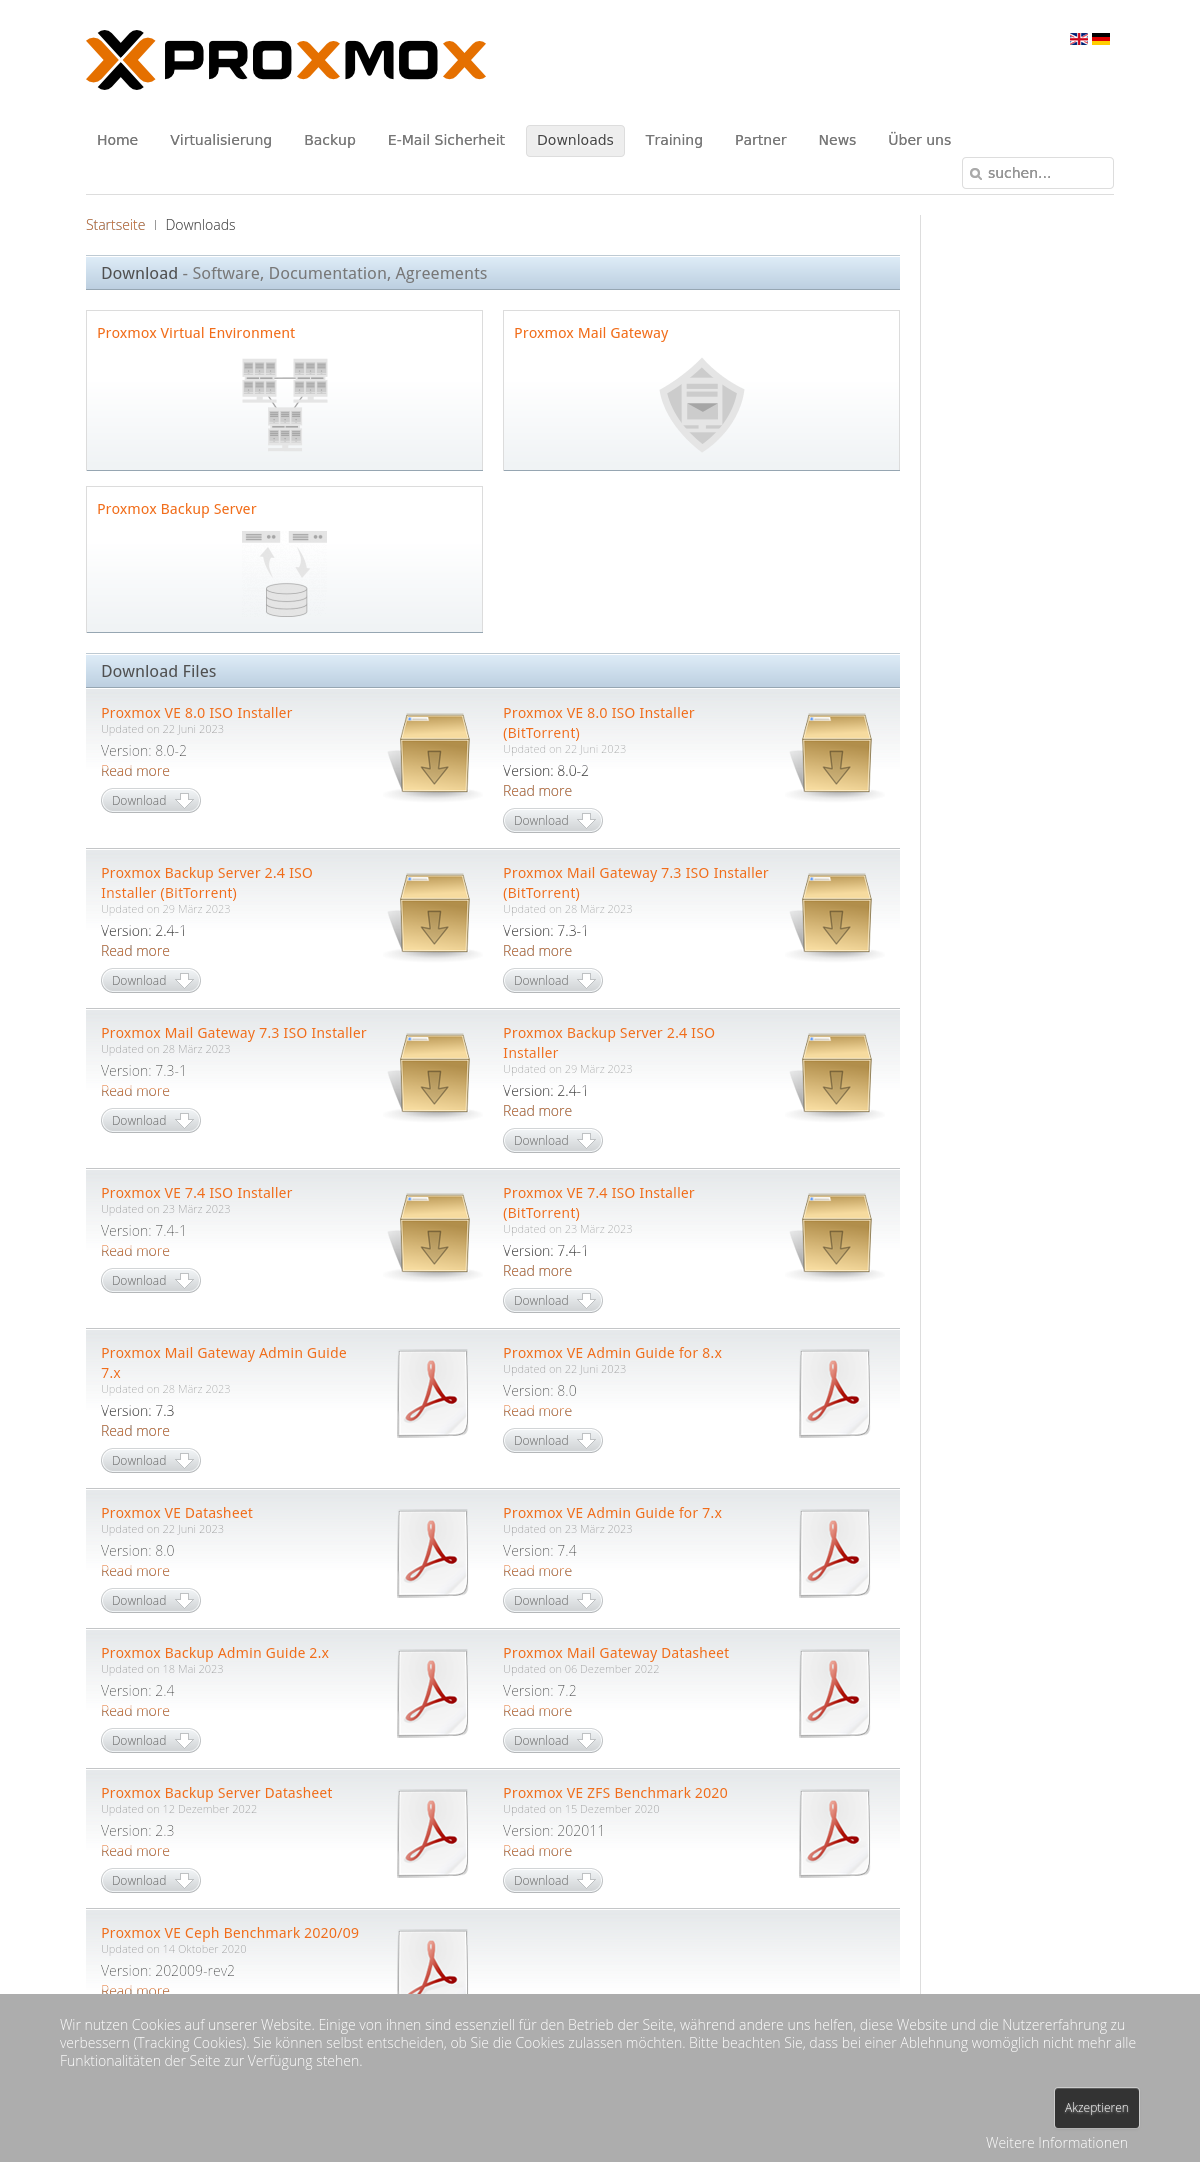 PROXMOX
Home Virtualisierung Backup E-Mail Sicherheit Downloads Training Partner News Über uns
suchen...
Startseite | Downloads
Download - Software, Documentation, Agreements
Proxmox Virtual Environment
Proxmox Mail Gateway
Proxmox Backup Server
Download Files
Proxmox VE 8.0 ISO Installer
Updated on 22 Juni 2023
Version: 8.0-2
Read more
Download
Proxmox VE 8.0 ISO Installer
(BitTorrent)
Updated on 22 Juni 2023
Version: 8.0-2
Read more
Download
Proxmox Backup Server 2.4 ISO
Installer (BitTorrent)
Updated on 29 März 2023
Version: 2.4-1
Read more
Download
Proxmox Mail Gateway 7.3 ISO Installer
(BitTorrent)
Updated on 28 März 2023
Version: 7.3-1
Read more
Download
Proxmox Mail Gateway 7.3 ISO Installer
Updated on 28 März 2023
Version: 7.3-1
Read more
Download
Proxmox Backup Server 2.4 ISO
Installer
Updated on 29 März 2023
Version: 2.4-1
Read more
Download
Proxmox VE 7.4 ISO Installer
Updated on 23 März 2023
Version: 7.4-1
Read more
Download
Proxmox VE 7.4 ISO Installer
(BitTorrent)
Updated on 23 März 2023
Version: 7.4-1
Read more
Download
Proxmox Mail Gateway Admin Guide
7.x
Updated on 28 März 2023
Version: 7.3
Read more
Download
Proxmox VE Admin Guide for 8.x
Updated on 22 Juni 2023
Version: 8.0
Read more
Download
Proxmox VE Datasheet
Updated on 22 Juni 2023
Version: 8.0
Read more
Download
Proxmox VE Admin Guide for 7.x
Updated on 23 März 2023
Version: 7.4
Read more
Download
Proxmox Backup Admin Guide 2.x
Updated on 18 Mai 2023
Version: 2.4
Read more
Download
Proxmox Mail Gateway Datasheet
Updated on 06 Dezember 2022
Version: 7.2
Read more
Download
Proxmox Backup Server Datasheet
Updated on 12 Dezember 2022
Version: 2.3
Read more
Download
Proxmox VE ZFS Benchmark 2020
Updated on 15 Dezember 2020
Version: 202011
Read more
Download
Proxmox VE Ceph Benchmark 2020/09
Updated on 14 Oktober 2020
Version: 202009-rev2
Read more
Wir nutzen Cookies auf unserer Website. Einige von ihnen sind essenziell für den Betrieb der Seite, während andere uns helfen, diese Website und die Nutzererfahrung zu
verbessern (Tracking Cookies). Sie können selbst entscheiden, ob Sie die Cookies zulassen möchten. Bitte beachten Sie, dass bei einer Ablehnung womöglich nicht mehr alle
Funktionalitäten der Seite zur Verfügung stehen.
Akzeptieren
Weitere Informationen